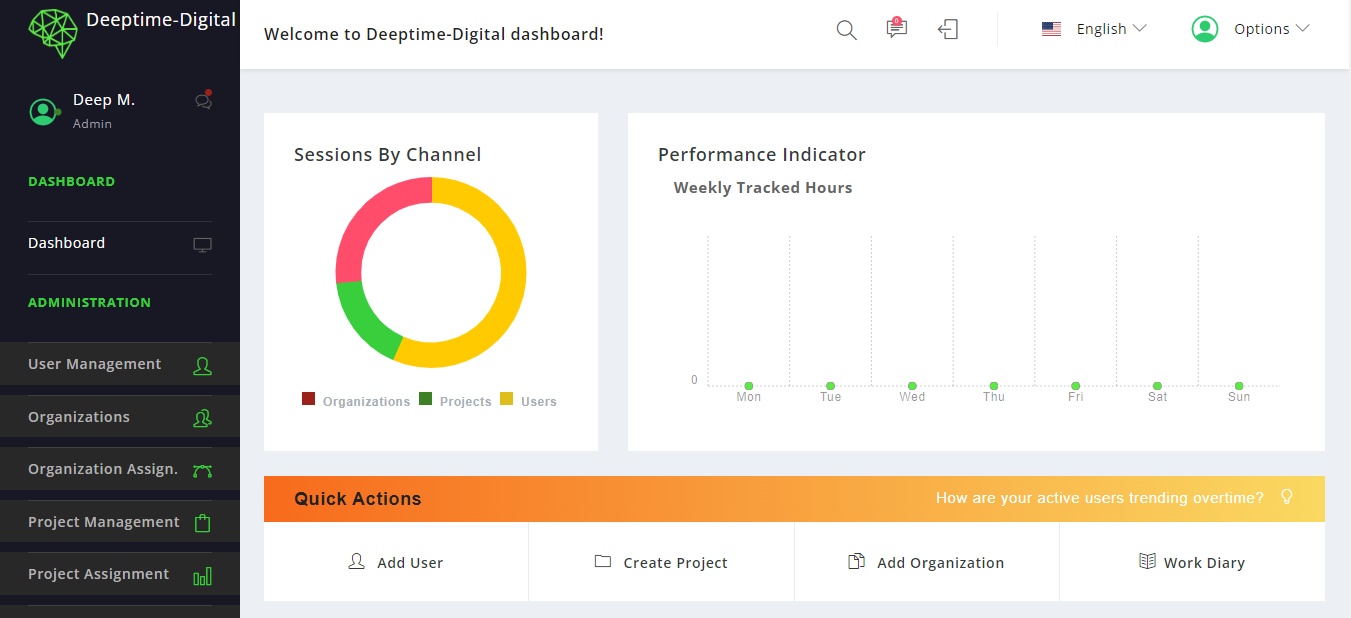 Deeptime-Digital
Deep M.
Admin
DASHBOARD
Dashboard
ADMINISTRATION
User Management
Organizations
Organization Assign.
Project Management
Project Assignment
Welcome to Deeptime-Digital dashboard!
0
English
Options
Sessions By Channel
Organizations Projects Users
Performance Indicator
Weekly Tracked Hours
0
Mon Tue Wed Thu Fri Sat Sun
Quick Actions
How are your active users trending overtime?
Add User
Create Project
Add Organization
Work Diary